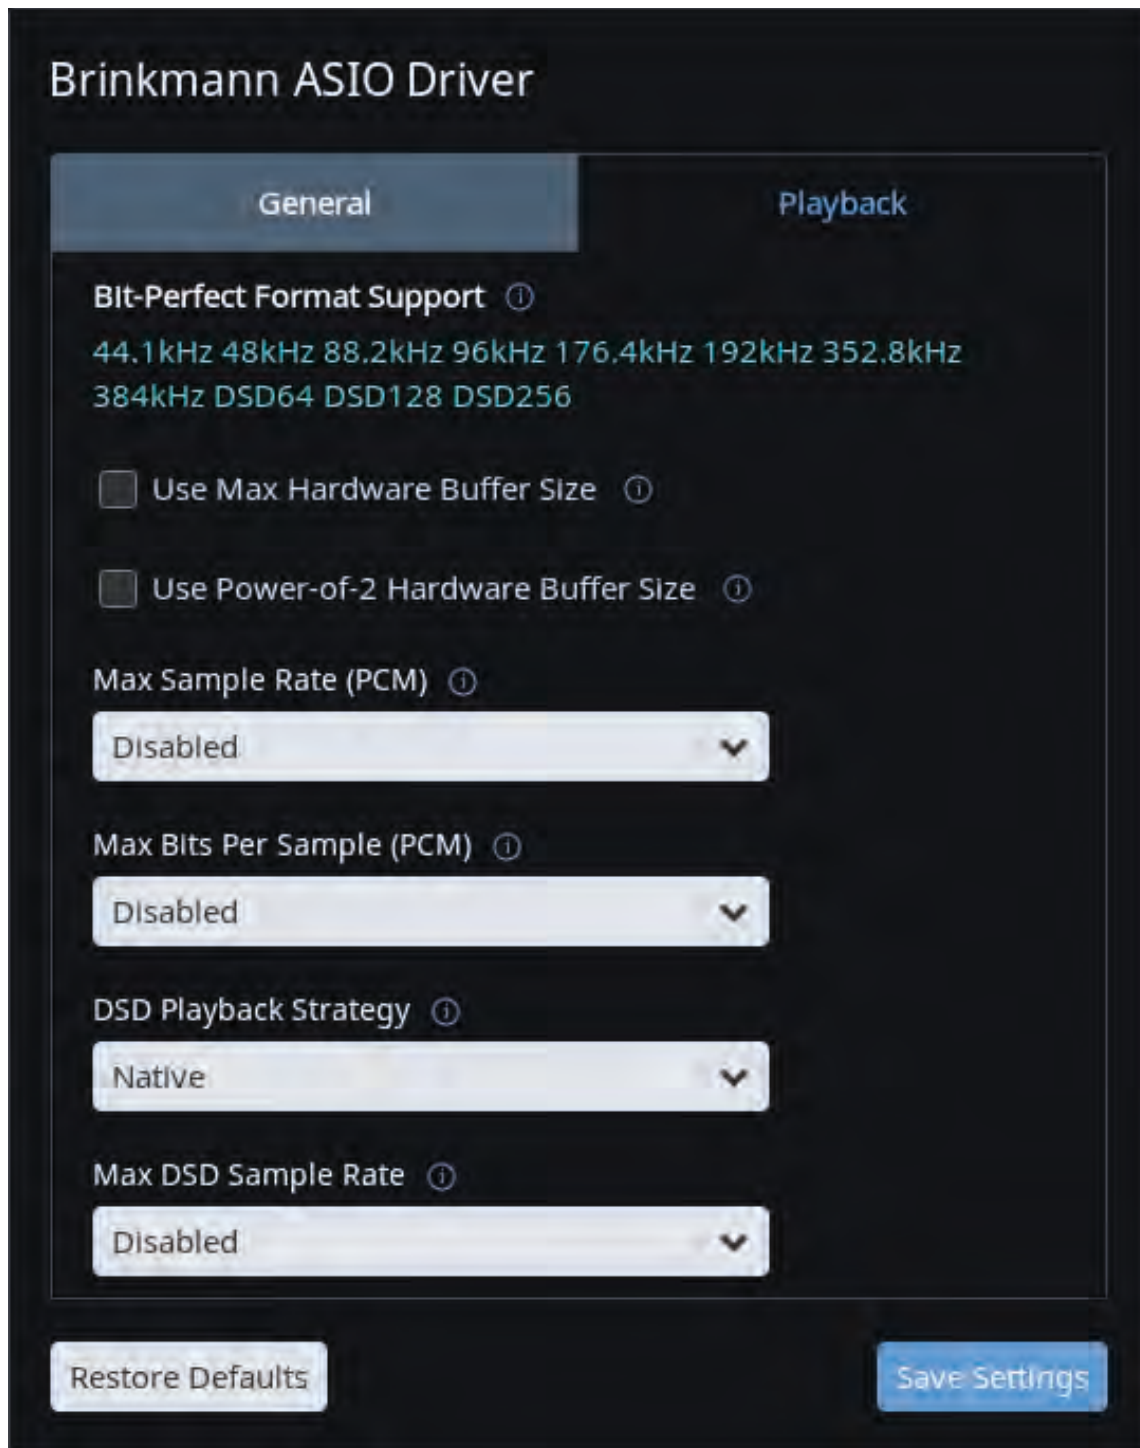 Brinkmann ASIO Driver
General
Playback
Bit-Perfect Format Support
44.1kHz 48kHz 88.2kHz 96kHz 176.4kHz 192kHz 352.8kHz
384kHz DSD64 DSD128 DSD256
Use Max Hardware Buffer Size
Use Power-of-2 Hardware Buffer Size
Max Sample Rate (PCM)
Disabled
Max Bits Per Sample (PCM)
Disabled
DSD Playback Strategy
Native
Max DSD Sample Rate
Disabled
Restore Defaults
Save Settings